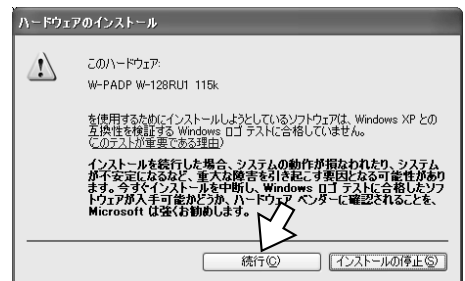 ハードウェアのインストール
このハードウェア:
W-PADP W-128RU1 115k
を使用するためにインストールしようとしているソフトウェアは、Windows XP との
互換性を検証する Windows ロゴ テストに合格していません。
(このテストが重要である理由)
インストールを続行した場合、システムの動作が損なわれたり、システム
が不安定になるなど、重大な障害を引き起こす要因となる可能性があり
ます。今すぐインストールを中断し、Windows ロゴ テストに合格したソフ
トウェアが入手可能かどうか、ハードウェア ベンダーに確認されることを、
Microsoft は強くお勧めします。
続行(C)
インストールの停止(S)